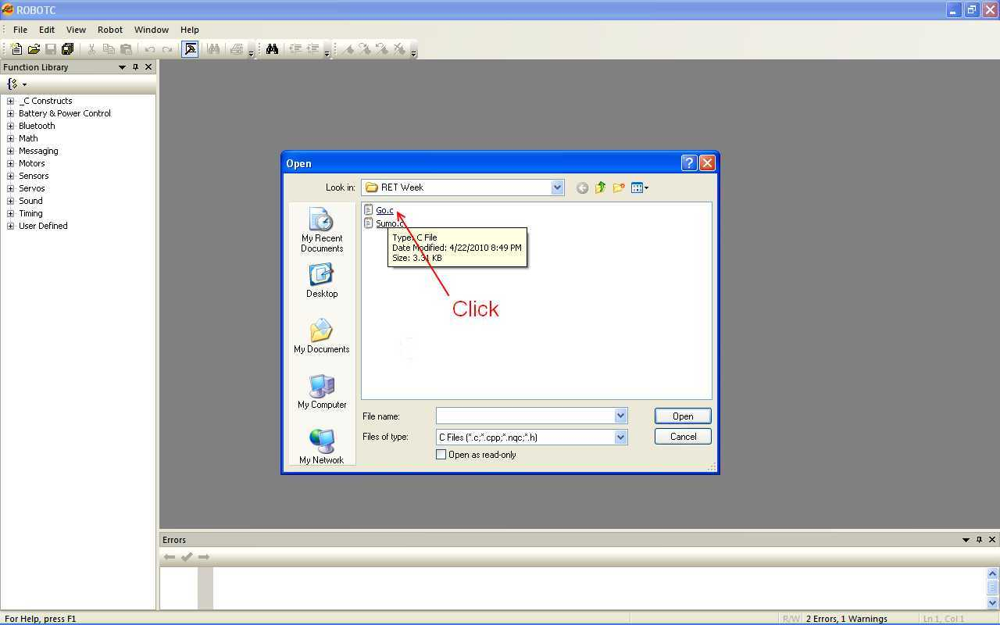 ROBOTC
File Edit View Robot Window Help
Function Library
_C Constructs
Battery & Power Control
Bluetooth
Math
Messaging
Motors
Sensors
Servos
Sound
Timing
User Defined
Open
Look in: RET Week
My Recent
Documents
Desktop
My Documents
My Computer
My Network
Go.c
Sumo.c
Type: C File
Date Modified: 4/22/2010 8:49 PM
Size: 3.31 KB
Click
File name:
Open
Files of type: C Files (*.c;*.cpp;*.nqc;*.h)
Cancel
Open as read-only
Errors
For Help, press F1
R/W 2 Errors, 1 Warnings Ln 1, Col 1